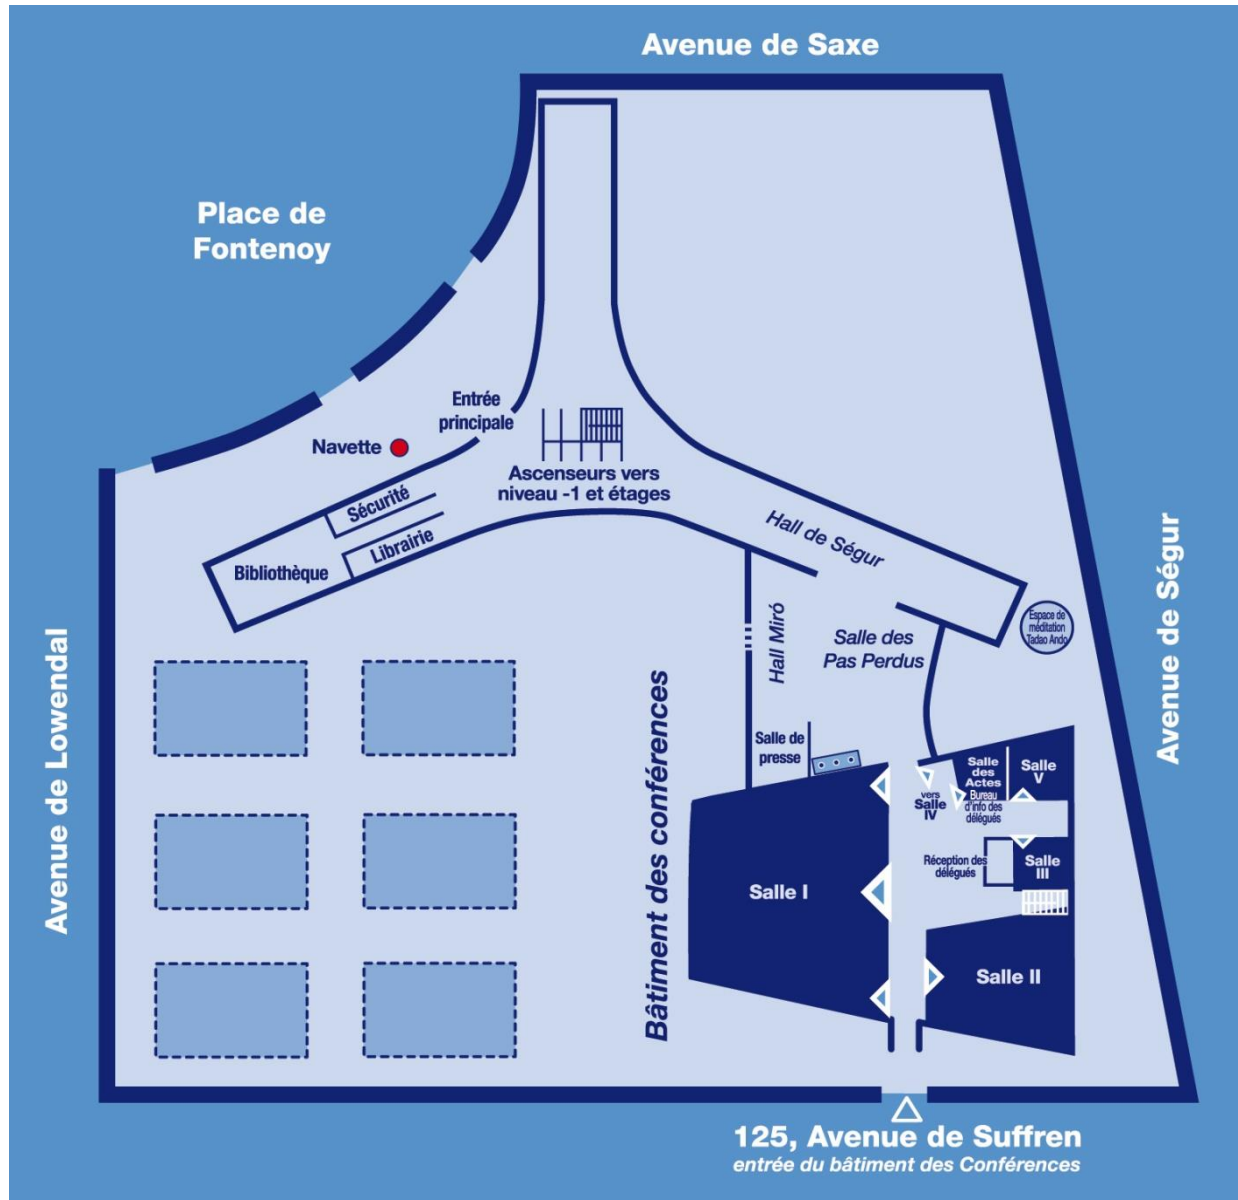 Avenue de Saxe
Place de
Fontenoy
Entrée
principale
Navette
Ascenseurs vers
niveau -1 et étages
Sécurité
Librairie
Bibliothèque
Hall de Ségur
Hall Miró
Salle des
Pas Perdus
Espace de
méditation
Tadao Ando
Avenue de Ségur
Avenue de Lowendal
Bâtiment des conférences
Salle de
presse
Salle
des
Actes
Bureau
d'info des
délégués
Salle
V
vers
Salle
IV
Réception des
délégués
Salle
III
Salle I
Salle II
125, Avenue de Suffren
entrée du bâtiment des Conférences